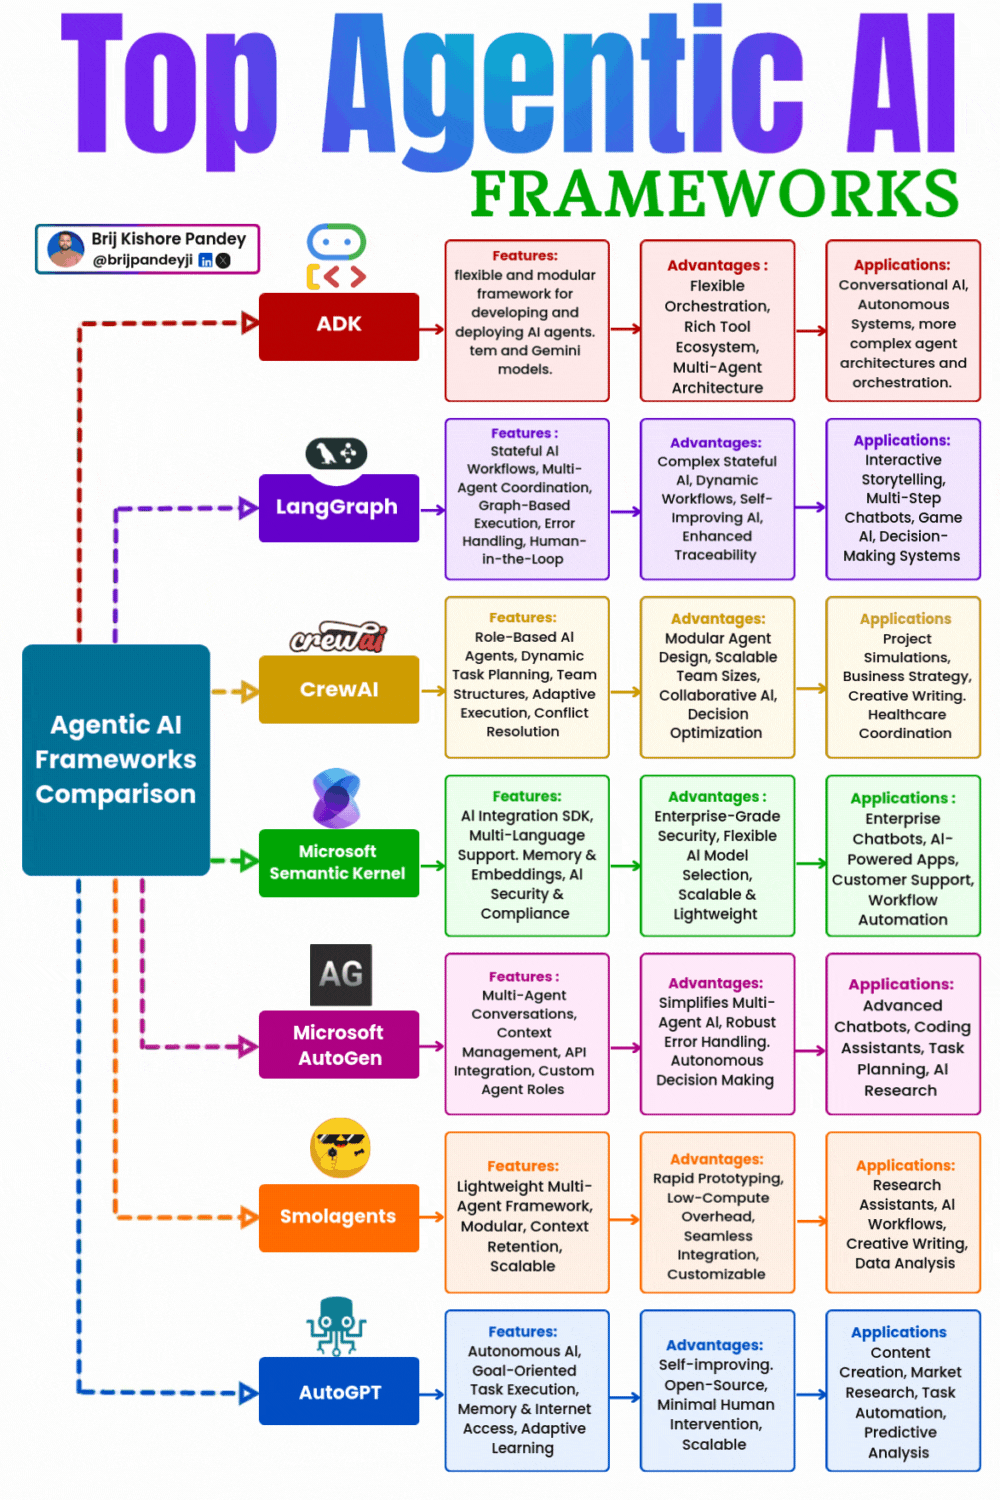 Top Agentic AI
FRAMEWORKS
Brij Kishore Pandey
@brijpandeyji in X
Agentic AI
Frameworks
Comparison
ADK
Features:
flexible and modular
framework for
developing and
deploying AI agents.
tem and Gemini
models.
Advantages :
Flexible
Orchestration,
Rich Tool
Ecosystem,
Multi-Agent
Architecture
Applications:
Conversational AI,
Autonomous
Systems, more
complex agent
architectures and
orchestration.
LangGraph
Features :
Stateful AI
Workflows, Multi-
Agent Coordination,
Graph-Based
Execution, Error
Handling, Human-
in-the-Loop
Advantages:
Complex Stateful
AI, Dynamic
Workflows, Self-
Improving AI,
Enhanced
Traceability
Applications:
Interactive
Storytelling,
Multi-Step
Chatbots, Game
AI, Decision-
Making Systems
crewai
CrewAI
Features:
Role-Based AI
Agents, Dynamic
Task Planning, Team
Structures, Adaptive
Execution, Conflict
Resolution
Advantages:
Modular Agent
Design, Scalable
Team Sizes,
Collaborative AI,
Decision
Optimization
Applications
Project
Simulations,
Business Strategy,
Creative Writing.
Healthcare
Coordination
Microsoft
Semantic Kernel
Features:
AI Integration SDK,
Multi-Language
Support. Memory &
Embeddings, AI
Security &
Compliance
Advantages :
Enterprise-Grade
Security, Flexible
AI Model
Selection,
Scalable &
Lightweight
Applications :
Enterprise
Chatbots, AI-
Powered Apps,
Customer Support,
Workflow
Automation
AG
Microsoft
AutoGen
Features :
Multi-Agent
Conversations,
Context
Management, API
Integration, Custom
Agent Roles
Advantages:
Simplifies Multi-
Agent AI, Robust
Error Handling.
Autonomous
Decision Making
Applications:
Advanced
Chatbots, Coding
Assistants, Task
Planning, AI
Research
Smolagents
Features:
Lightweight Multi-
Agent Framework,
Modular, Context
Retention,
Scalable
Advantages:
Rapid Prototyping,
Low-Compute
Overhead,
Seamless
Integration,
Customizable
Applications:
Research
Assistants, AI
Workflows,
Creative Writing,
Data Analysis
AutoGPT
Features:
Autonomous AI,
Goal-Oriented
Task Execution,
Memory & Internet
Access, Adaptive
Learning
Advantages:
Self-improving.
Open-Source,
Minimal Human
Intervention,
Scalable
Applications
Content
Creation, Market
Research, Task
Automation,
Predictive
Analysis